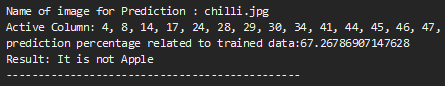 Name of image for Prediction : chilli.jpg
Active Column: 4, 8, 14, 17, 24, 28, 29, 30, 34, 41, 44, 45, 46, 47,
prediction percentage related to trained data:67.26786907147628
Result: It is not Apple
---------------------------------------------